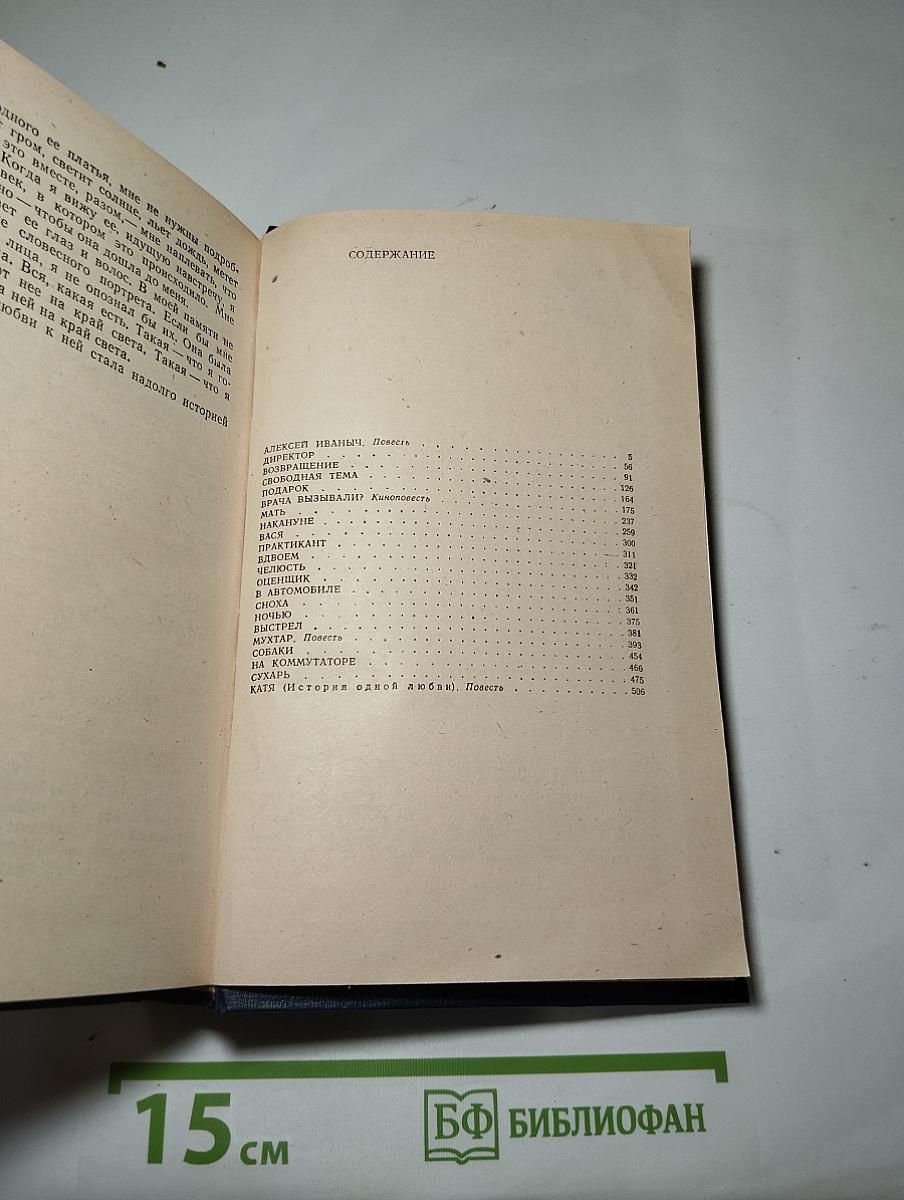 одного ее платья, мне не нужны подроб-
гром, светит солнце, льет дождь, метет
это вместе, разом,— мне наплевать, что
Когда я вижу ее, идущую навстречу, я
век, в котором это происходило. Мне
но — чтобы она дошла до меня.
ет ее глаз и волос. В моей памяти не
е словесного портрета. Если бы мне
лица, я не опознал бы их. Она была
а. Вся, какая есть. Такая — что я го-
от нее на край света. Такая — что я
а ней на край света.
любви к ней стала надолго историей
СОДЕРЖАНИЕ
АЛЕКСЕЙ ИВАНЫЧ. Повесть . . . 5
ДИРЕКТОР . . . 56
ВОЗВРАЩЕНИЕ . . . 91
СВОБОДНАЯ ТЕМА . . . 126
ПОДАРОК . . . 164
ВРАЧА ВЫЗЫВАЛИ? Киноповесть . . . 175
МАТЬ . . . 237
НАКАНУНЕ . . . 259
ВАСЯ . . . 300
ПРАКТИКАНТ . . . 311
ВДВОЕМ . . . 321
ЧЕЛЮСТЬ . . . 332
ОЦЕНЩИК . . . 342
В АВТОМОБИЛЕ . . . 351
СНОХА . . . 361
НОЧЬЮ . . . 375
ВЫСТРЕЛ . . . 381
МУХТАР. Повесть . . . 393
СОБАКИ . . . 454
НА КОММУТАТОРЕ . . . 466
СУХАРЬ . . . 475
КАТЯ (История одной любви). Повесть . . . 506
15 см
БФ БИБЛИОФАН